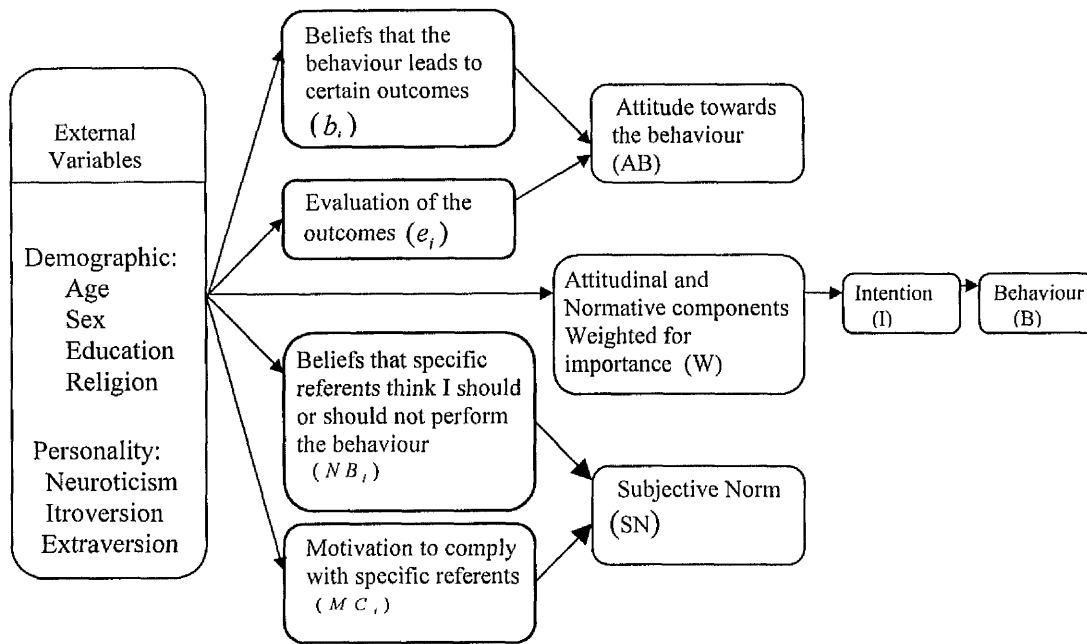 External
Variables
Demographic:
Age
Sex
Education
Religion
Personality:
Neuroticism
Itroversion
Extraversion
Beliefs that the
behaviour leads to
certain outcomes
(b_i)
Evaluation of the
outcomes (e_i)
Beliefs that specific
referents think I should
or should not perform
the behaviour
(NB_i)
Motivation to comply
with specific referents
(MC_i)
Attitude towards
the behaviour
(AB)
Attitudinal and
Normative components
Weighted for
importance (W)
Subjective Norm
(SN)
Intention
(I)
Behaviour
(B)